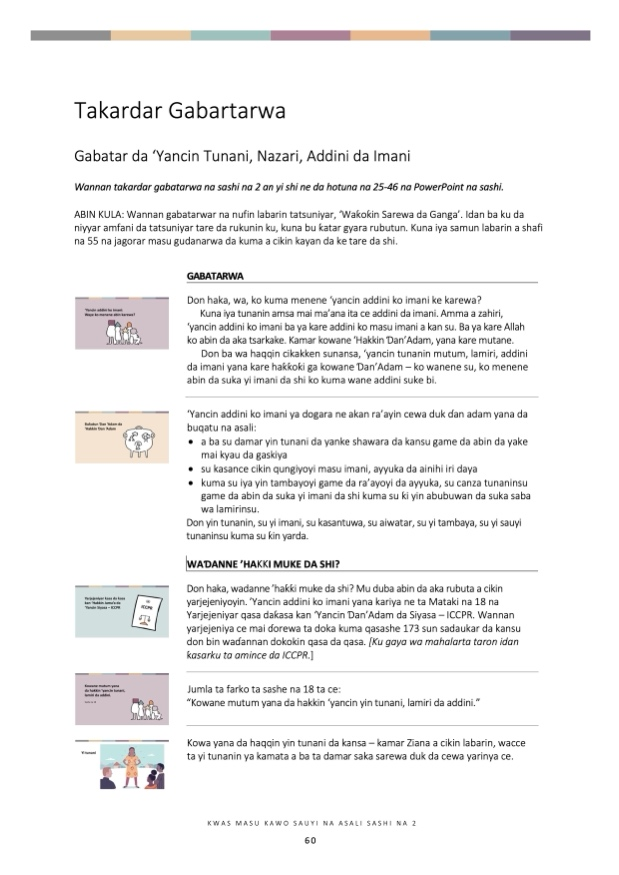 Takardar Gabartarwa
Gabatar da ‘Yancin Tunani, Nazari, Addini da Imani
Wannan takardar gabatarwa na sashi na 2 an yi shi ne da hotuna na 25-46 na PowerPoint na sashi.
ABIN KULA: Wannan gabatarwar na nufin labarin tatsuniyar, ‘Waƙoƙin Sarewa da Ganga’. Idan ba ku da
niyyar amfani da tatsuniyar tare da rukunin ku, kuna bu ƙatar gyara rubutun. Kuna iya samun labarin a shafi
na 55 na jagorar masu gudanarwa da kuma a cikin kayan da ke tare da shi.
GABATARWA
‘Yancin addini ko imani
Waye ko menene abin karewa?
Don haka, wa, ko kuma menene ‘yancin addini ko imani ke karewa?
Kuna iya tunanin amsa mai ma’ana ita ce addini da imani. Amma a zahiri,
‘yancin addini ko imani ba ya kare addini ko masu imani a kan su. Ba ya kare Allah
ko abin da aka tsarkake. Kamar kowane ‘Hakkin ‘Ɗan’Adam, yana kare mutane.
Don ba wa haqqin cikakken sunansa, ‘yancin tunanin mutum, lamiri, addini
da imani yana kare haƙƙoƙi ga kowane Ɗan’Adam – ko wanene su, ko menene
abin da suka yi imani da shi ko kuma wane addini suke bi.
‘Yancin addini ko imani ya dogara ne akan ra’ayin cewa duk ɗan adam yana da
buqatu na asali:
• a ba su damar yin tunani da yanke shawara da kansu game da abin da yake
mai kyau da gaskiya
• su kasance cikin qungiyoyi masu imani, ayyuka da ainihi iri daya
• kuma su iya yin tambayoyi game da ra’ayoyi da ayyuka, su canza tunaninsu
game da abin da suka yi imani da shi kuma su ƙi yin abubuwan da suka saba
wa lamirinsu.
Don yin tunanin, su yi imani, su kasantuwa, su aiwatar, su yi tambaya, su yi sauyi
tunaninsu kuma su ƙin yarda.
WAƊANNE ‘HAKKI MUKE DA SHI?
ICCPR
Don haka, wadanne ‘haƙƙi muke da shi? Mu duba abin da aka rubuta a cikin
yarjejeniyoyin. ‘Yancin addini ko imani yana kariya ne ta Mataki na 18 na
Yarjejeniyar qasa daƙasa kan ‘Yancin Ɗan’Adam da Siyasa – ICCPR. Wannan
yarjejeniya ce mai ɗorewa ta doka kuma qasashe 173 sun sadaukar da kansu
don bin waɗannan dokokin qasa da qasa. [Ku gaya wa mahalarta taron idan
ƙasarku ta amince da ICCPR.]
Kowane mutum yana
da hakkin ‘yancin tunani,
lamiri da addini
Jumla ta farko ta sashe na 18 ta ce:
“Kowane mutum yana da hakkin ‘yancin yin tunani, lamiri da addini.”
Yi tunani
Kowa yana da haqqin yin tunani da kansa – kamar Ziana a cikin labarin, wacce
ta yi tunanin ya kamata a ba ta damar saka sarewa duk da cewa yarinya ce.
KWAS MASU KAWO SAUYI NA ASALI SASHI NA 2
60